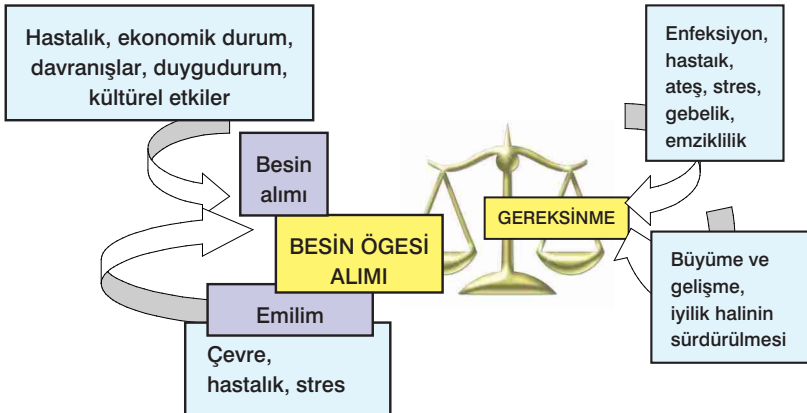 Hastalık, ekonomik durum,
davranışlar, duygudurum,
kültürel etkiler
Besin
alımı
BESİN ÖGESİ
ALIMI
Emilim
Çevre,
hastalık, stres
GEREKSİNME
Enfeksiyon,
hastaık,
ateş, stres,
gebelik,
emziklilik
Büyüme ve
gelişme,
iyilik halinin
sürdürülmesi